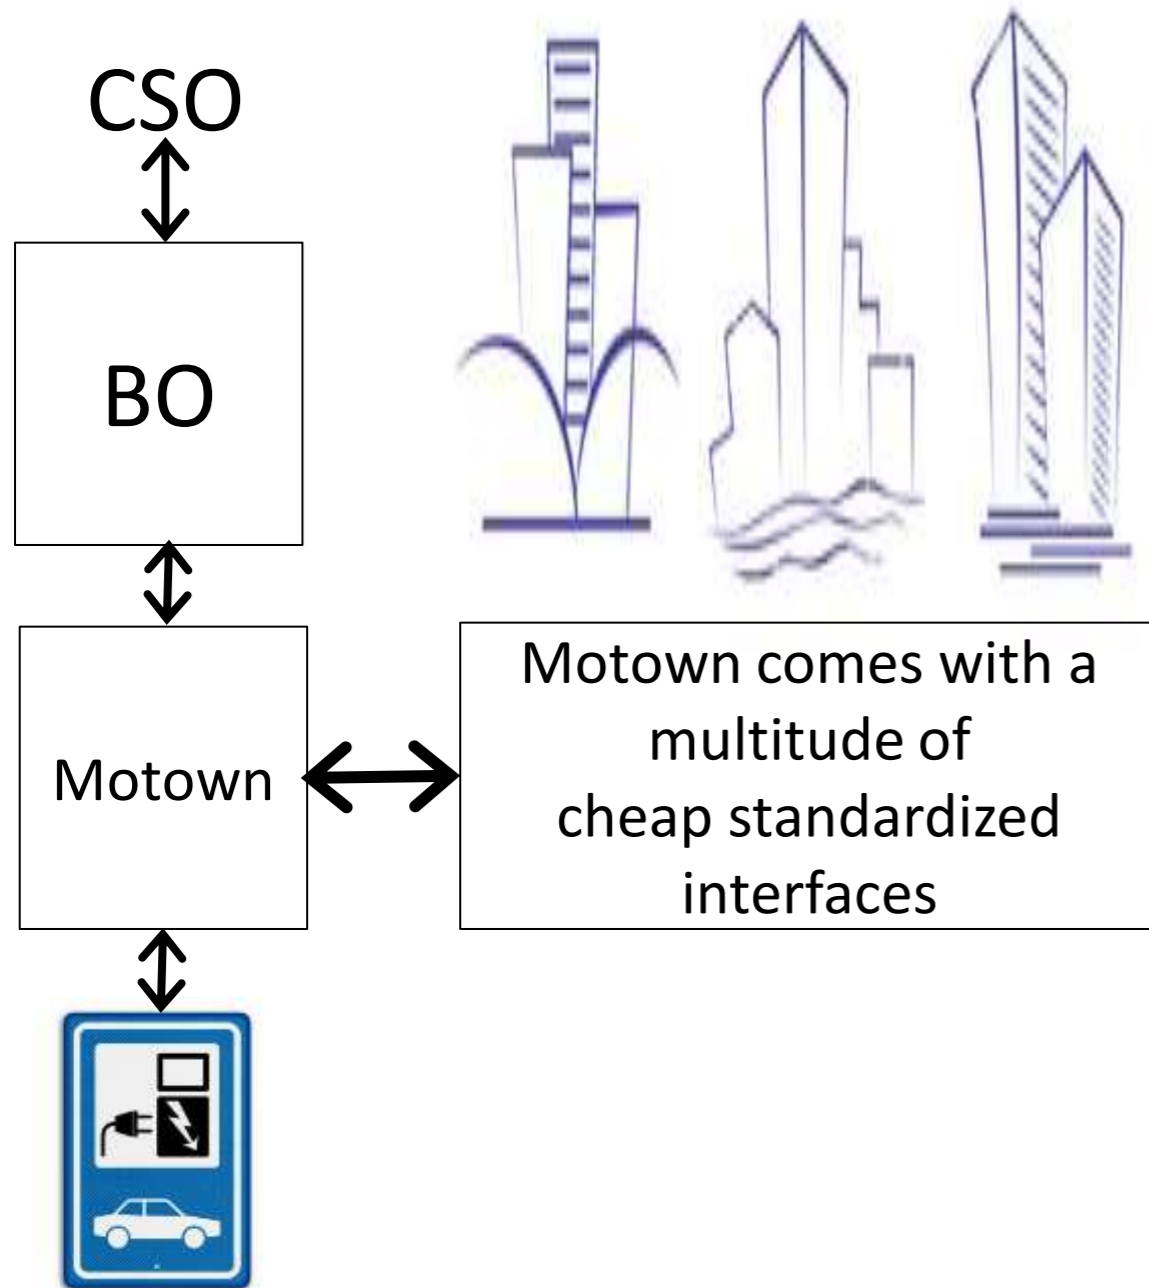 CSO
BO
Motown
Motown comes with a
multitude of
cheap standardized
interfaces